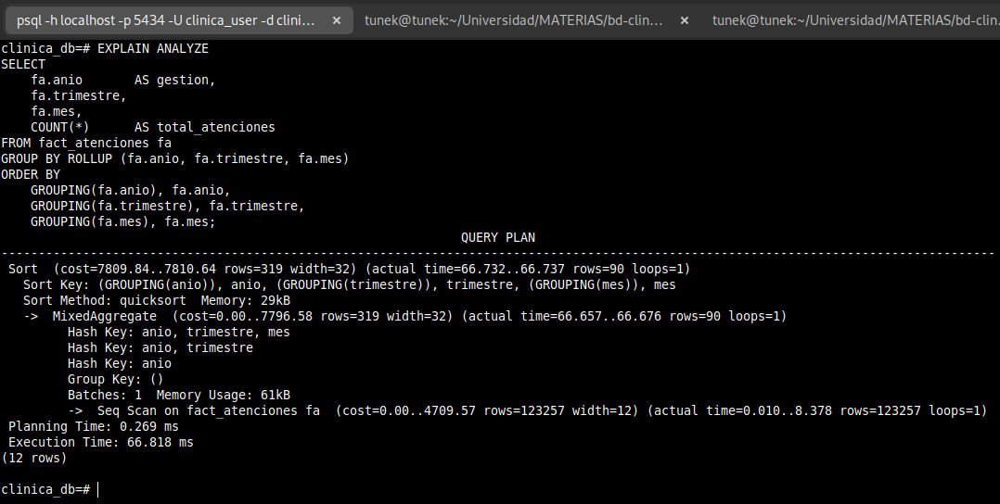 psql -h localhost -p 5434 -U clinica_user -d clini... × tunek@tunek:~/Universidad/MATERIAS/bd-clin... × tunek@tunek:~/Universidad/MATERIAS/bd-clin.
clinica_db=# EXPLAIN ANALYZE
SELECT
    fa.anio       AS gestion,
    fa.trimestre,
    fa.mes,
    COUNT(*)      AS total_atenciones
FROM fact_atenciones fa
GROUP BY ROLLUP (fa.anio, fa.trimestre, fa.mes)
ORDER BY
    GROUPING(fa.anio), fa.anio,
    GROUPING(fa.trimestre), fa.trimestre,
    GROUPING(fa.mes), fa.mes;
                                                              QUERY PLAN
--------------------------------------------------------------------------------------------------------------------------------------
 Sort  (cost=7809.84..7810.64 rows=319 width=32) (actual time=66.732..66.737 rows=90 loops=1)
   Sort Key: (GROUPING(anio)), anio, (GROUPING(trimestre)), trimestre, (GROUPING(mes)), mes
   Sort Method: quicksort  Memory: 29kB
   ->  MixedAggregate  (cost=0.00..7796.58 rows=319 width=32) (actual time=66.657..66.676 rows=90 loops=1)
         Hash Key: anio, trimestre, mes
         Hash Key: anio, trimestre
         Hash Key: anio
         Group Key: ()
         Batches: 1  Memory Usage: 61kB
         ->  Seq Scan on fact_atenciones fa  (cost=0.00..4709.57 rows=123257 width=12) (actual time=0.010..8.378 rows=123257 loops=1)
 Planning Time: 0.269 ms
 Execution Time: 66.818 ms
(12 rows)
clinica_db=#